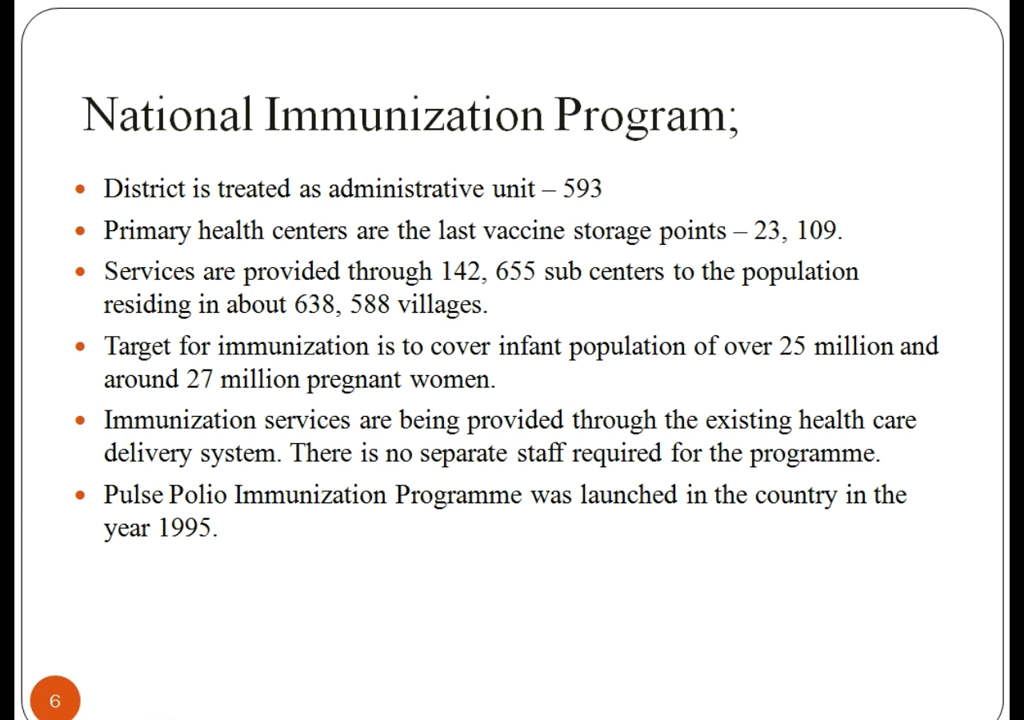 National Immunization Program;
District is treated as administrative unit – 593
Primary health centers are the last vaccine storage points – 23, 109.
Services are provided through 142, 655 sub centers to the population
residing in about 638, 588 villages.
Target for immunization is to cover infant population of over 25 million and
around 27 million pregnant women.
Immunization services are being provided through the existing health care
delivery system. There is no separate staff required for the programme.
Pulse Polio Immunization Programme was launched in the country in the
year 1995.
6